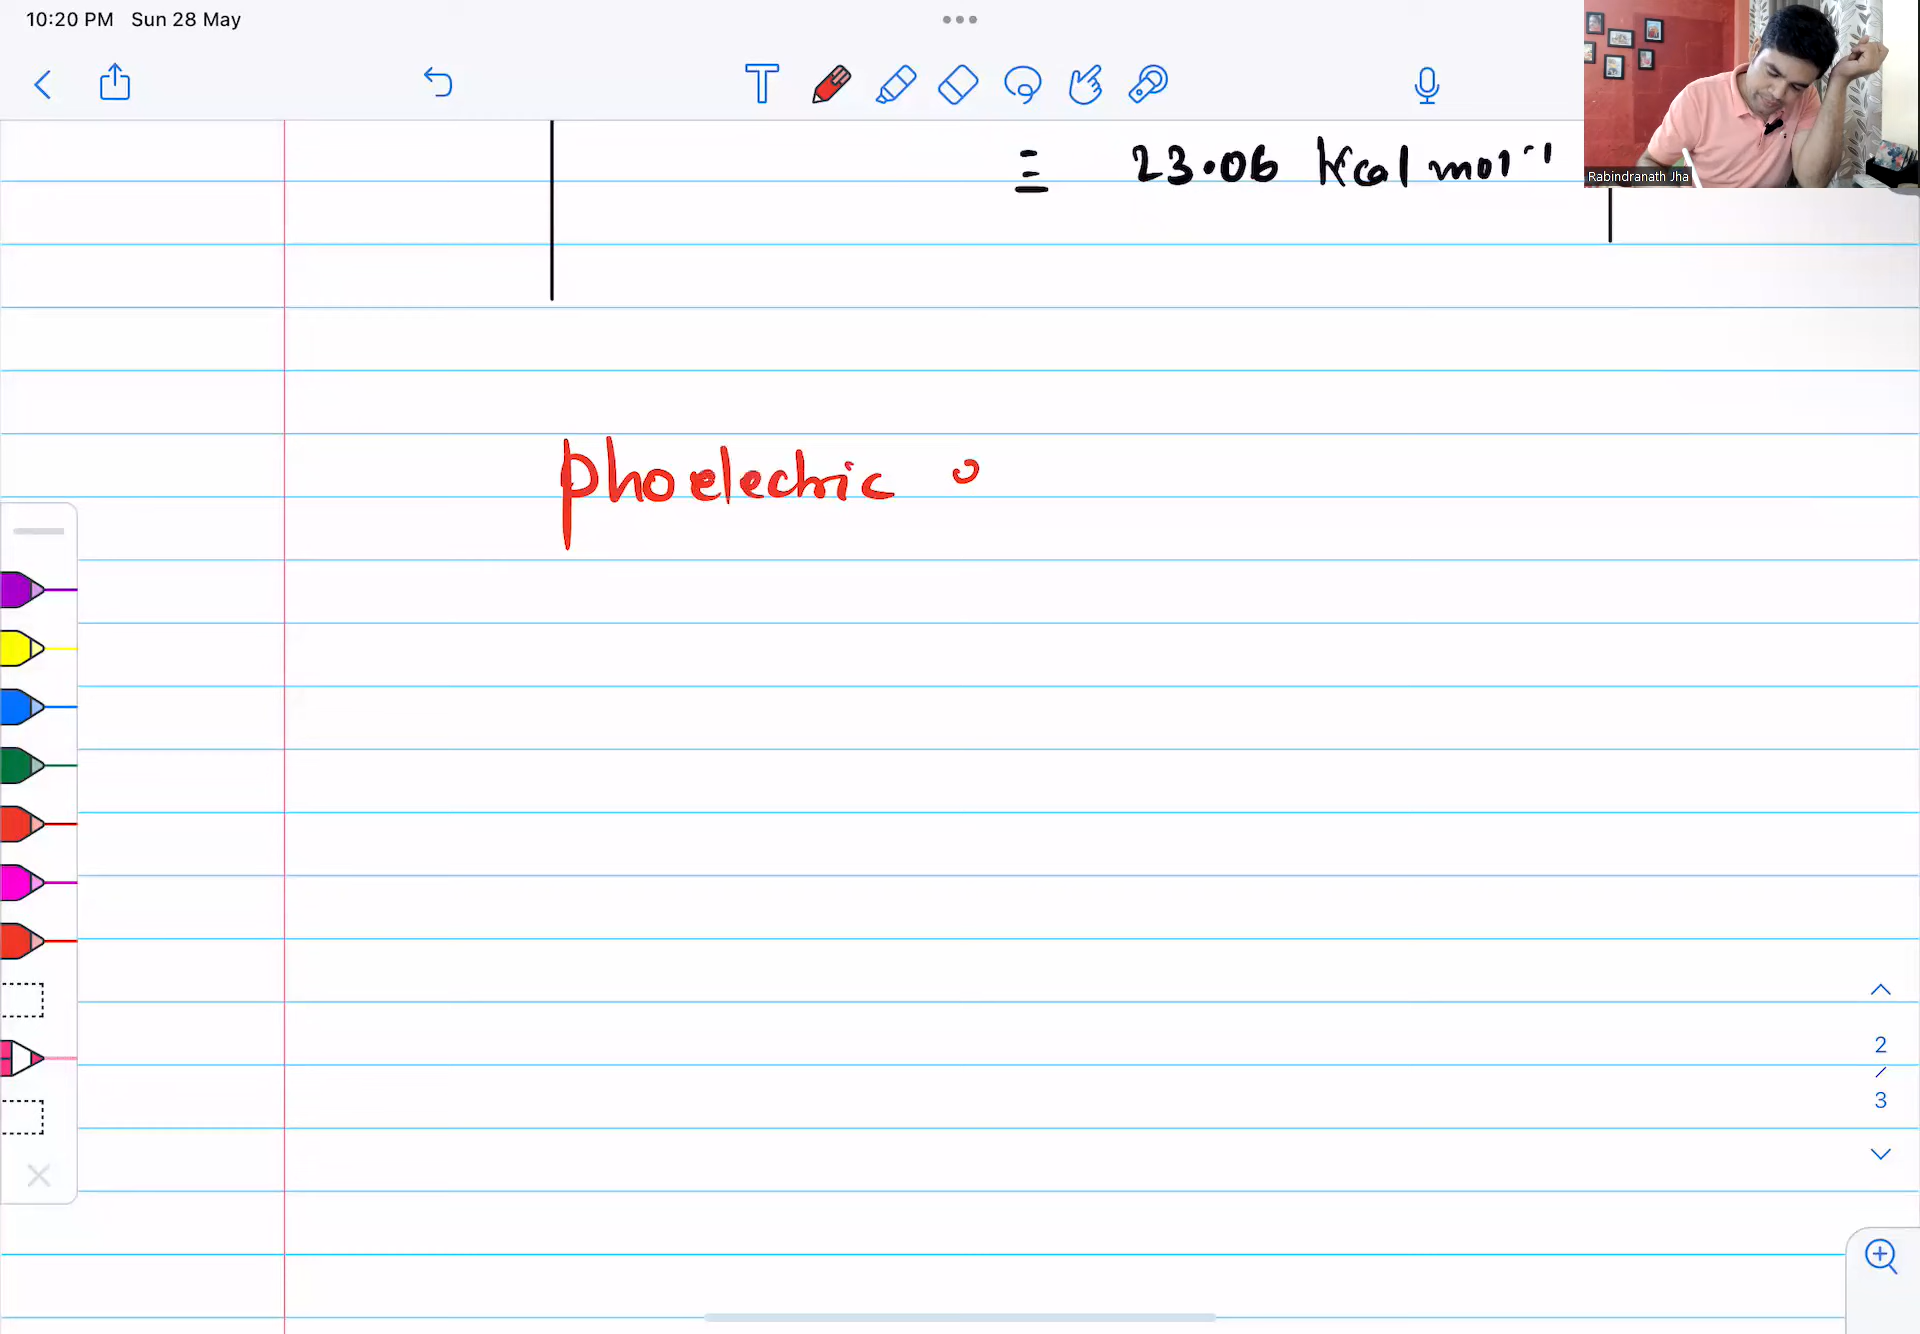 10:20 PM Sun 28 May
≡ 23.06 Kcal mol⁻¹
Rabindranath Jha
phoelectric
2
/
3